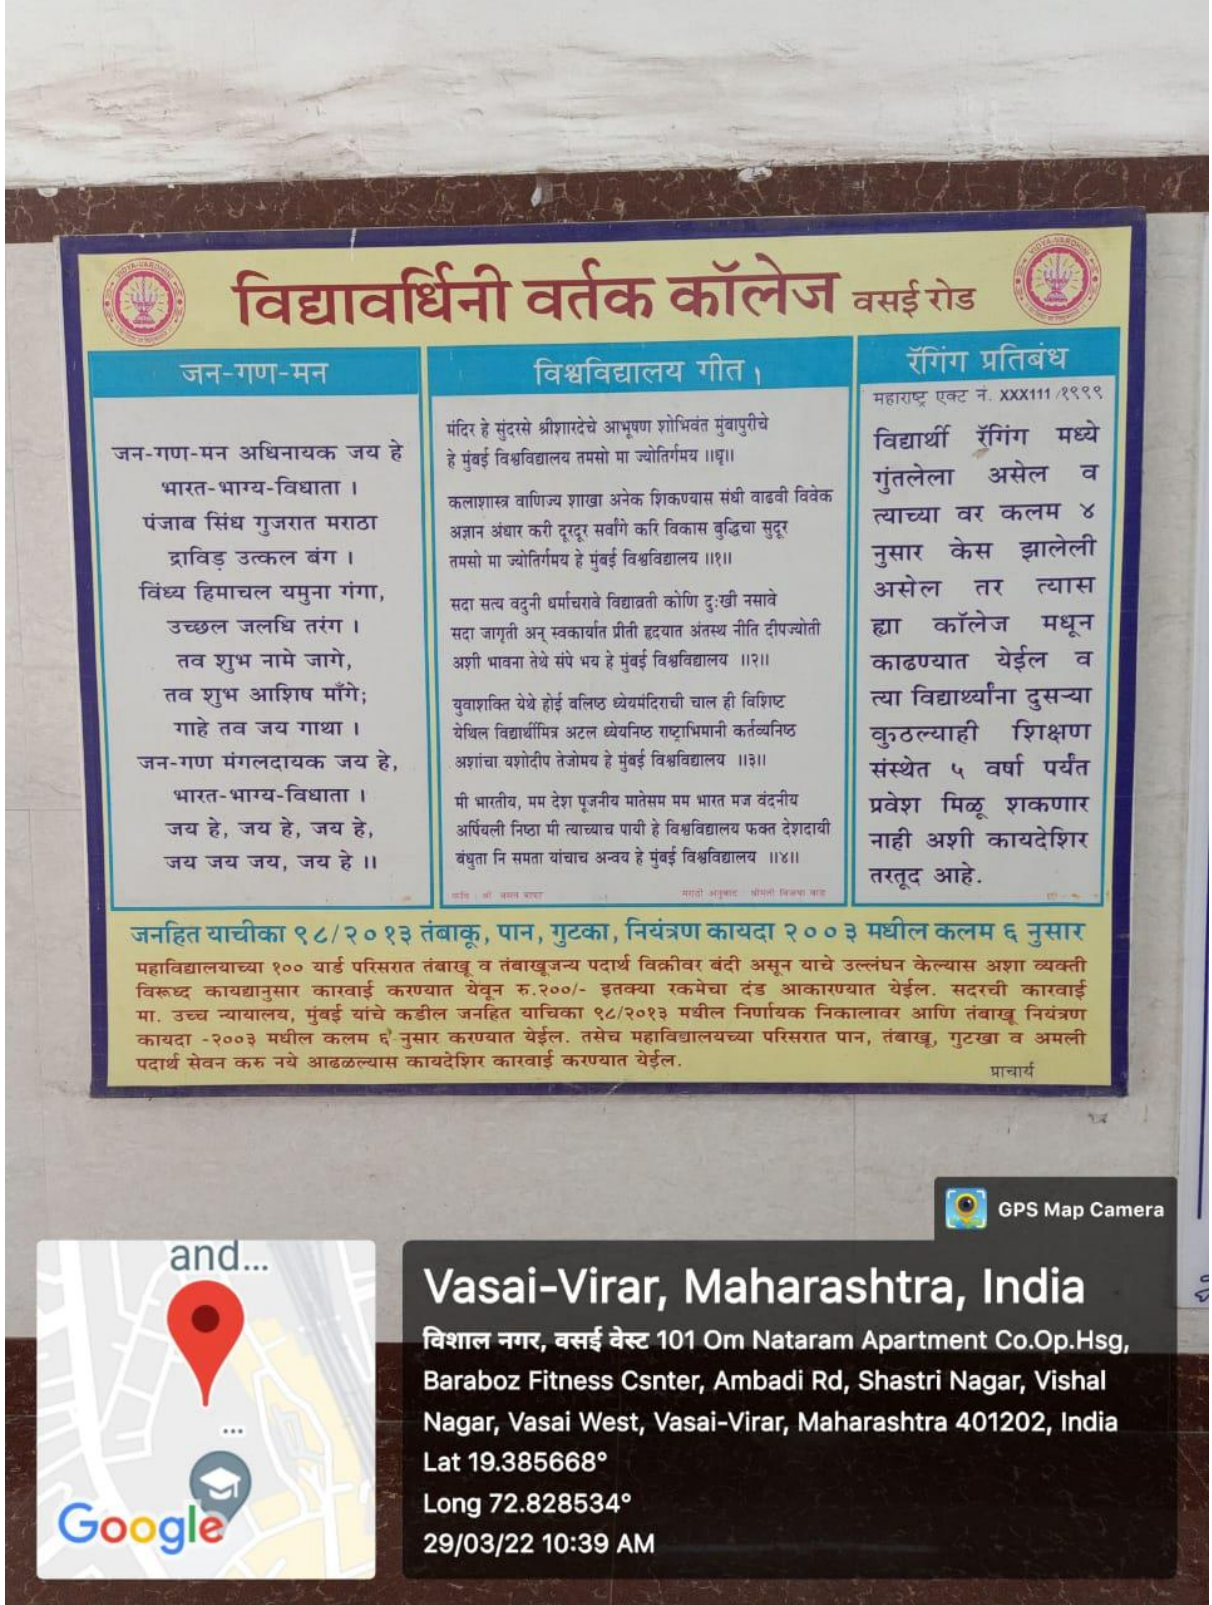 विद्यावर्धिनी वर्तक कॉलेज वसई रोड
जन-गण-मन
जन-गण-मन अधिनायक जय हे
भारत-भाग्य-विधाता ।
पंजाब सिंध गुजरात मराठा
द्राविड़ उत्कल बंग ।
विंध्य हिमाचल यमुना गंगा,
उच्छल जलधि तरंग ।
तव शुभ नामे जागे,
तव शुभ आशिष माँगे;
गाहे तव जय गाथा ।
जन-गण मंगलदायक जय हे,
भारत-भाग्य-विधाता ।
जय हे, जय हे, जय हे,
जय जय जय, जय हे ।।
विश्वविद्यालय गीत ।
मंदिर हे सुंदरसे श्रीशारदेचे आभूषण शोभिवंत मुंबापुरीचे
हे मुंबई विश्वविद्यालय तमसो मा ज्योतिर्गमय ॥धृ॥
कलाशास्त्र वाणिज्य शाखा अनेक शिकण्यास संधी वाढवी विवेक
अज्ञान अंधार करी दूरदूर सर्वांगे करि विकास बुद्धिचा सुदूर
तमसो मा ज्योतिर्गमय हे मुंबई विश्वविद्यालय ॥१॥
सदा सत्य वदुनी धर्माचरावे विद्याव्रती कोणि दुःखी नसावे
सदा जागृती अन् स्वकार्यात प्रीती हृदयात अंतस्थ नीति दीपज्योती
अशी भावना तेथे संपे भय हे मुंबई विश्वविद्यालय ॥२॥
युवाशक्ति येथे होई वलिष्ठ ध्येयमंदिराची चाल ही विशिष्ट
येथिल विद्यार्थीमित्र अटल ध्येयनिष्ठ राष्ट्राभिमानी कर्तव्यनिष्ठ
अशांचा यशोदीप तेजोमय हे मुंबई विश्वविद्यालय ॥३॥
मी भारतीय, मम देश पूजनीय मातेसम मम भारत मज वंदनीय
अर्पियली निष्ठा मी त्याच्याच पायी हे विश्वविद्यालय फक्त देशदायी
बंधुता नि समता यांचाच अन्वय हे मुंबई विश्वविद्यालय ॥४॥
मराठी अनुवाद
रॅगिंग प्रतिबंध
महाराष्ट्र एक्ट नं. XXX111/१९९९
विद्यार्थी रॅगिंग मध्ये
गुंतलेला असेल व
त्याच्या वर कलम ४
नुसार केस झालेली
असेल तर त्यास
ह्या कॉलेज मधून
काढण्यात येईल व
त्या विद्यार्थ्यांना दुसऱ्या
कुठल्याही शिक्षण
संस्थेत ५ वर्षा पर्यंत
प्रवेश मिळू शकणार
नाही अशी कायदेशिर
तरतूद आहे.
जनहित याचीका ९८/२०१३ तंबाकू, पान, गुटका, नियंत्रण कायदा २००३ मधील कलम ६ नुसार
महाविद्यालयाच्या १०० यार्ड परिसरात तंबाखू व तंबाखूजन्य पदार्थ विक्रीवर बंदी असून याचे उल्लंघन केल्यास अशा व्यक्ती
विरूध्द कायद्यानुसार कारवाई करण्यात येवून रु.२००/- इतक्या रकमेचा दंड आकारण्यात येईल. सदरची कारवाई
मा. उच्च न्यायालय, मुंबई यांचे कडील जनहित याचिका ९८/२०१३ मधील निर्णायक निकालावर आणि तंबाखू नियंत्रण
कायदा -२००३ मधील कलम ६ नुसार करण्यात येईल. तसेच महाविद्यालयच्या परिसरात पान, तंबाखू, गुटखा व अमली
पदार्थ सेवन करु नये आढळल्यास कायदेशिर कारवाई करण्यात येईल.
प्राचार्य
GPS Map Camera
and...
Google
Vasai-Virar, Maharashtra, India
विशाल नगर, वसई वेस्ट 101 Om Nataram Apartment Co.Op.Hsg,
Baraboz Fitness Csnter, Ambadi Rd, Shastri Nagar, Vishal
Nagar, Vasai West, Vasai-Virar, Maharashtra 401202, India
Lat 19.385668°
Long 72.828534°
29/03/22 10:39 AM